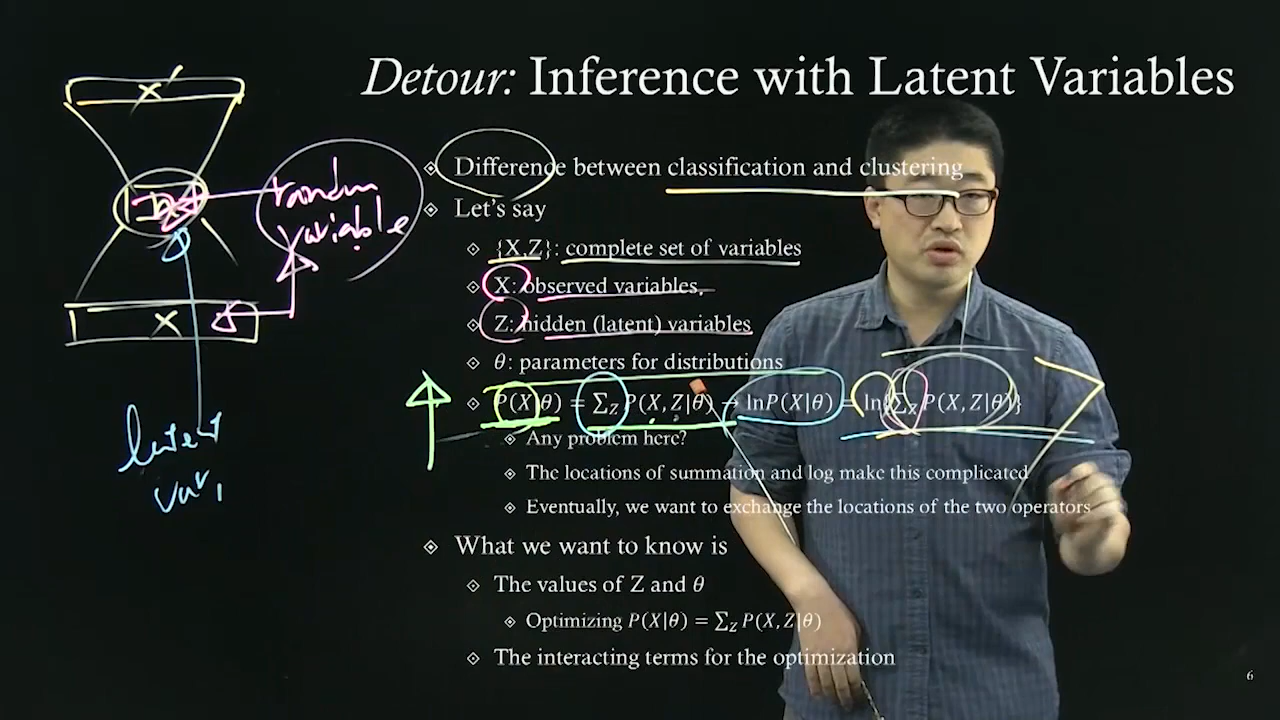 Detour: Inference with Latent Variables
Difference between classification and clustering
Let's say
{X,Z}: complete set of variables
X: observed variables
Z: hidden (latent) variables
θ: parameters for distributions
P(X|θ) = ∑_Z P(X, Z|θ) → lnP(X|θ) = ln{∑_Z P(X, Z|θ)}
Any problem here?
The locations of summation and log make this complicated
Eventually, we want to exchange the locations of the two operators
What we want to know is
The values of Z and θ
Optimizing P(X|θ) = ∑_Z P(X, Z|θ)
The interacting terms for the optimization
6
X'
random
variable
X
latent
var.